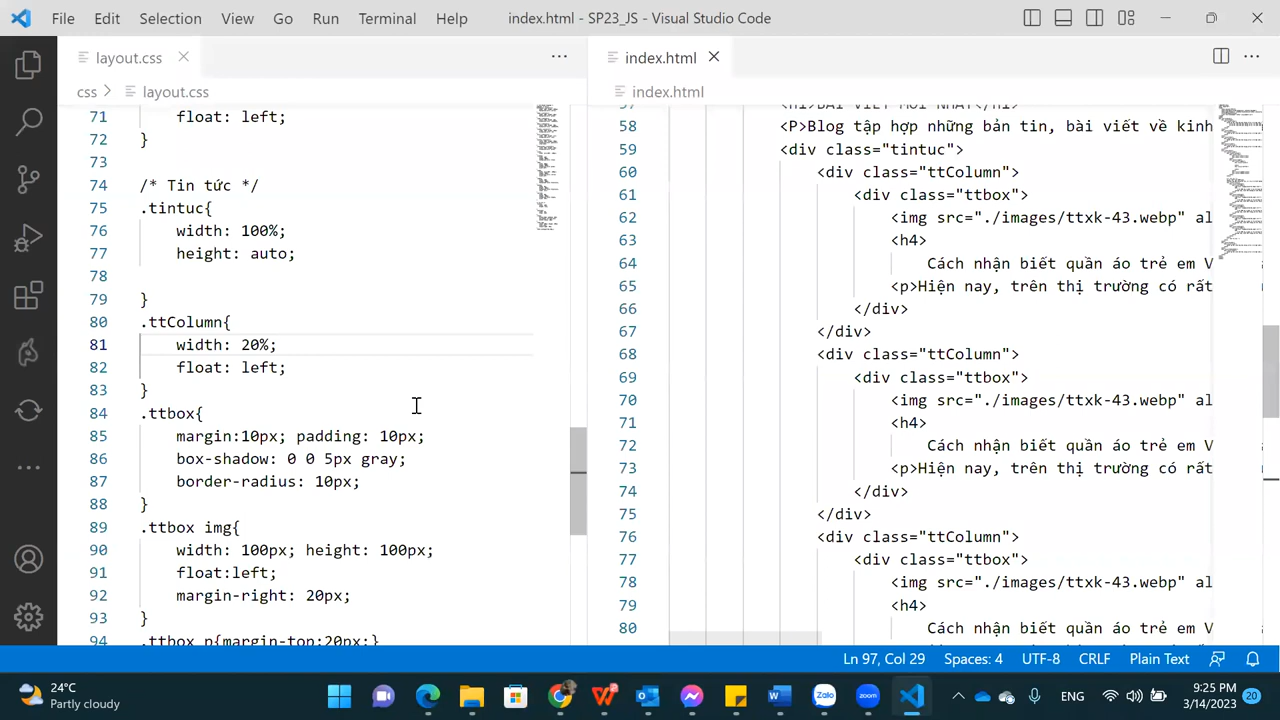 File Edit Selection View Go Run Terminal Help index.html - SP23_JS - Visual Studio Code
layout.css
css layout.css
71 float: left;
72 }
73
74 /* Tin tức */
75 .tintuc{
76 width: 100%;
77 height: auto;
78
79 }
80 .ttColumn{
81 width: 20%;
82 float: left;
83 }
84 .ttbox{
85 margin:10px; padding: 10px;
86 box-shadow: 0 0 5px gray;
87 border-radius: 10px;
88 }
89 .ttbox img{
90 width: 100px; height: 100px;
91 float:left;
92 margin-right: 20px;
93 }
94 .ttbox p{margin-top:20px;}
index.html
index.html
57 <h1>BÀI VIẾT MỚI NHẤT</h1>
58 <P>Blog tập họp những bản tin, bài viết về kinh
59 <div class="tintuc">
60 <div class="ttColumn">
61 <div class="ttbox">
62 <img src="./images/ttxk-43.webp" al
63 <h4>
64 Cách nhận biết quần áo trẻ em V
65 <p>Hiện nay, trên thị trường có rất
66 </div>
67 </div>
68 <div class="ttColumn">
69 <div class="ttbox">
70 <img src="./images/ttxk-43.webp" al
71 <h4>
72 Cách nhận biết quần áo trẻ em V
73 <p>Hiện nay, trên thị trường có rất
74 </div>
75 </div>
76 <div class="ttColumn">
77 <div class="ttbox">
78 <img src="./images/ttxk-43.webp" al
79 <h4>
80 Cách nhận biết quần áo trẻ em V
Ln 97, Col 29 Spaces: 4 UTF-8 CRLF Plain Text
24°C
Partly cloudy
Zalo
zoom
ENG
9:25 PM
3/14/2023
20